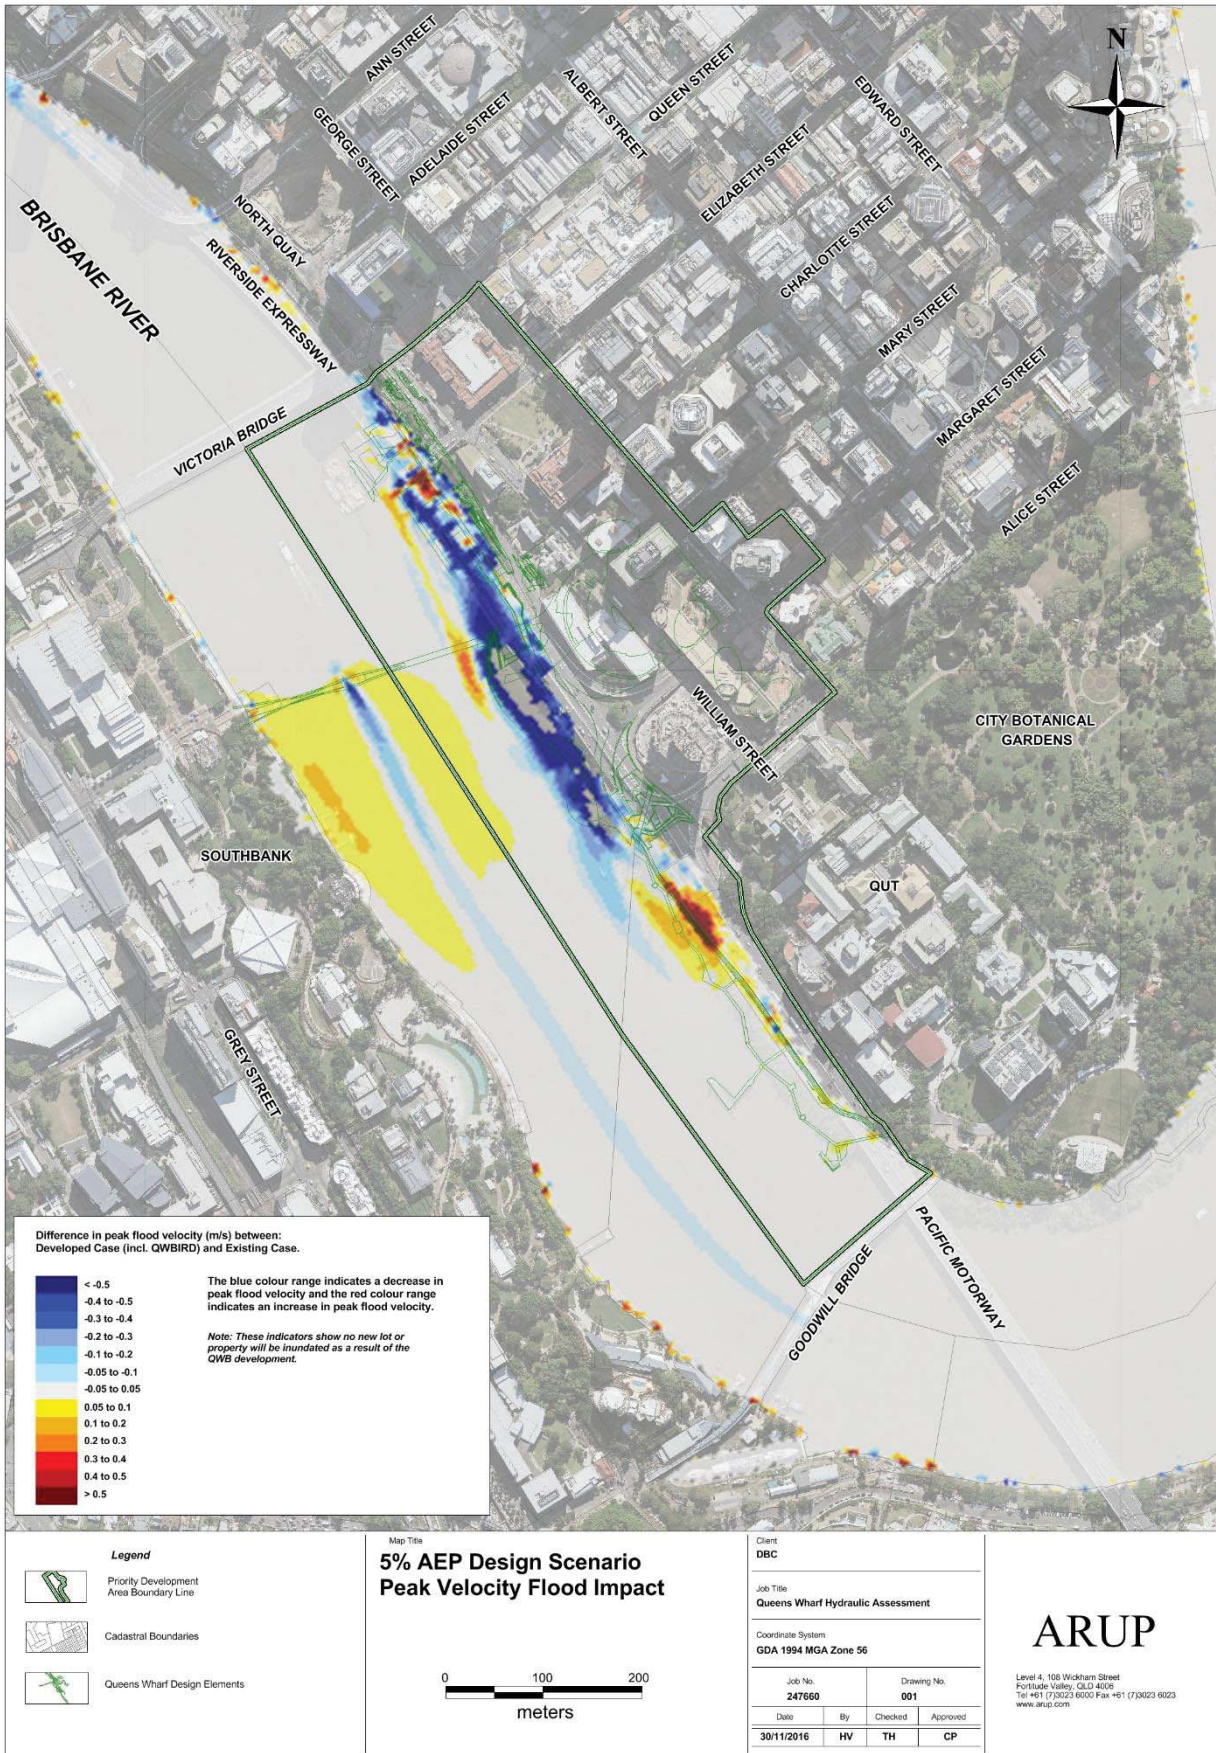 N
ANN STREET
ALBERT STREET
QUEEN STREET
EDWARD STREET
GEORGE STREET
ADELAIDE STREET
ELIZABETH STREET
NORTH QUAY
BRISBANE RIVER
RIVERSIDE EXPRESSWAY
CHARLOTTE STREET
MARY STREET
MARGARET STREET
VICTORIA BRIDGE
ALICE STREET
WILLIAM STREET
CITY BOTANICAL
GARDENS
SOUTHBANK
QUT
GREY STREET
PACIFIC MOTORWAY
GOODWILL BRIDGE
Difference in peak flood velocity (m/s) between:
Developed Case (incl. QWBIRD) and Existing Case.
< -0.5
-0.4 to -0.5
-0.3 to -0.4
-0.2 to -0.3
-0.1 to -0.2
-0.05 to -0.1
-0.05 to 0.05
0.05 to 0.1
0.1 to 0.2
0.2 to 0.3
0.3 to 0.4
0.4 to 0.5
> 0.5
The blue colour range indicates a decrease in
peak flood velocity and the red colour range
indicates an increase in peak flood velocity.
Note: These indicators show no new lot or
property will be inundated as a result of the
QWB development.
Legend
Priority Development
Area Boundary Line
Cadastral Boundaries
Queens Wharf Design Elements
Map Title
5% AEP Design Scenario
Peak Velocity Flood Impact
0 100 200
meters
Client
DBC
Job Title
Queens Wharf Hydraulic Assessment
Coordinate System
GDA 1994 MGA Zone 56
Job No. Drawing No.
247660 001
Date By Checked Approved
30/11/2016 HV TH CP
ARUP
Level 4, 108 Wickham Street
Fortitude Valley, QLD 4006
Tel +61 (7)3023 6000 Fax +61 (7)3023 6023
www.arup.com